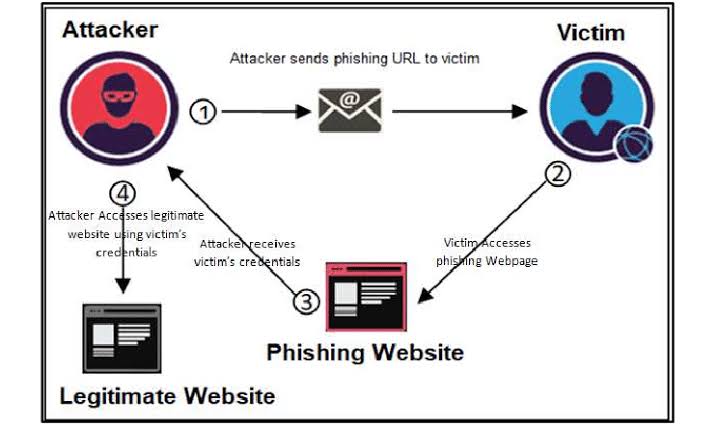 Attacker
Victim
Attacker sends phishing URL to victim
1
@
2
4
Attacker Accesses legitimate
website using victim's
credentials
Attacker receives
victim's credentials
Victim Accesses
phishing Webpage
3
Phishing Website
Legitimate Website